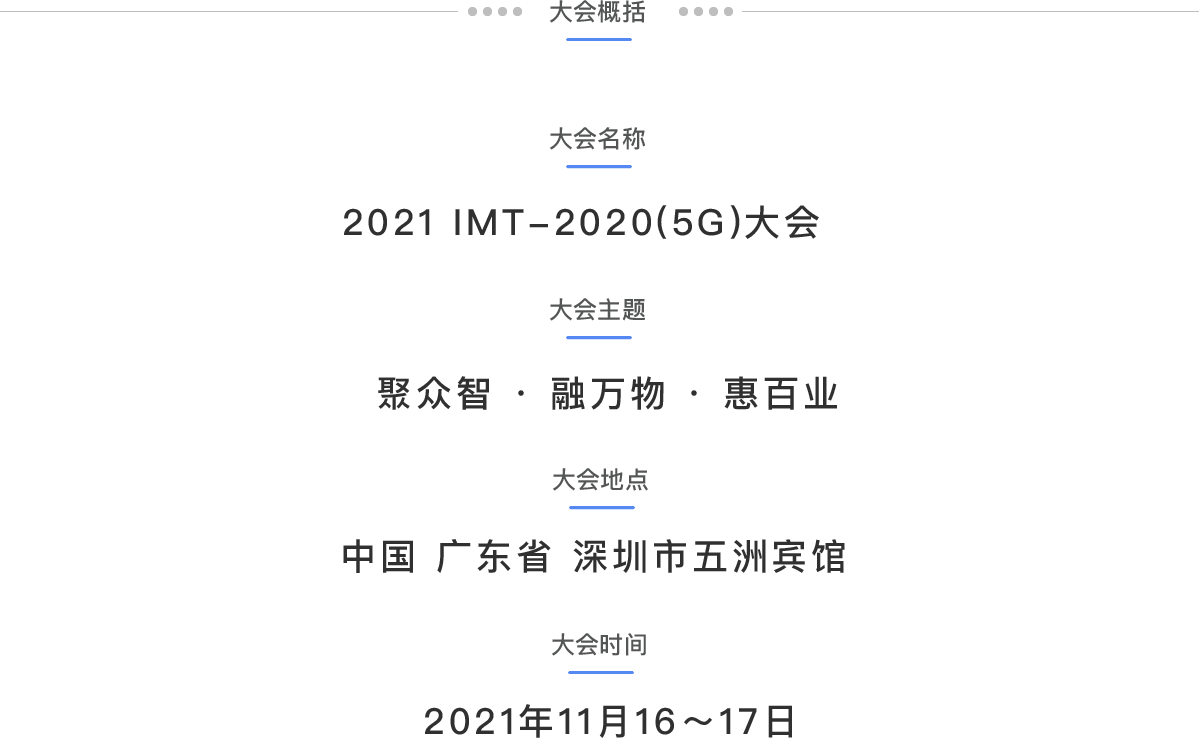 大会概括
大会名称
2021 IMT-2020(5G)大会
大会主题
聚众智 · 融万物 · 惠百业
大会地点
中国 广东省 深圳市五洲宾馆
大会时间
2021年11月16～17日